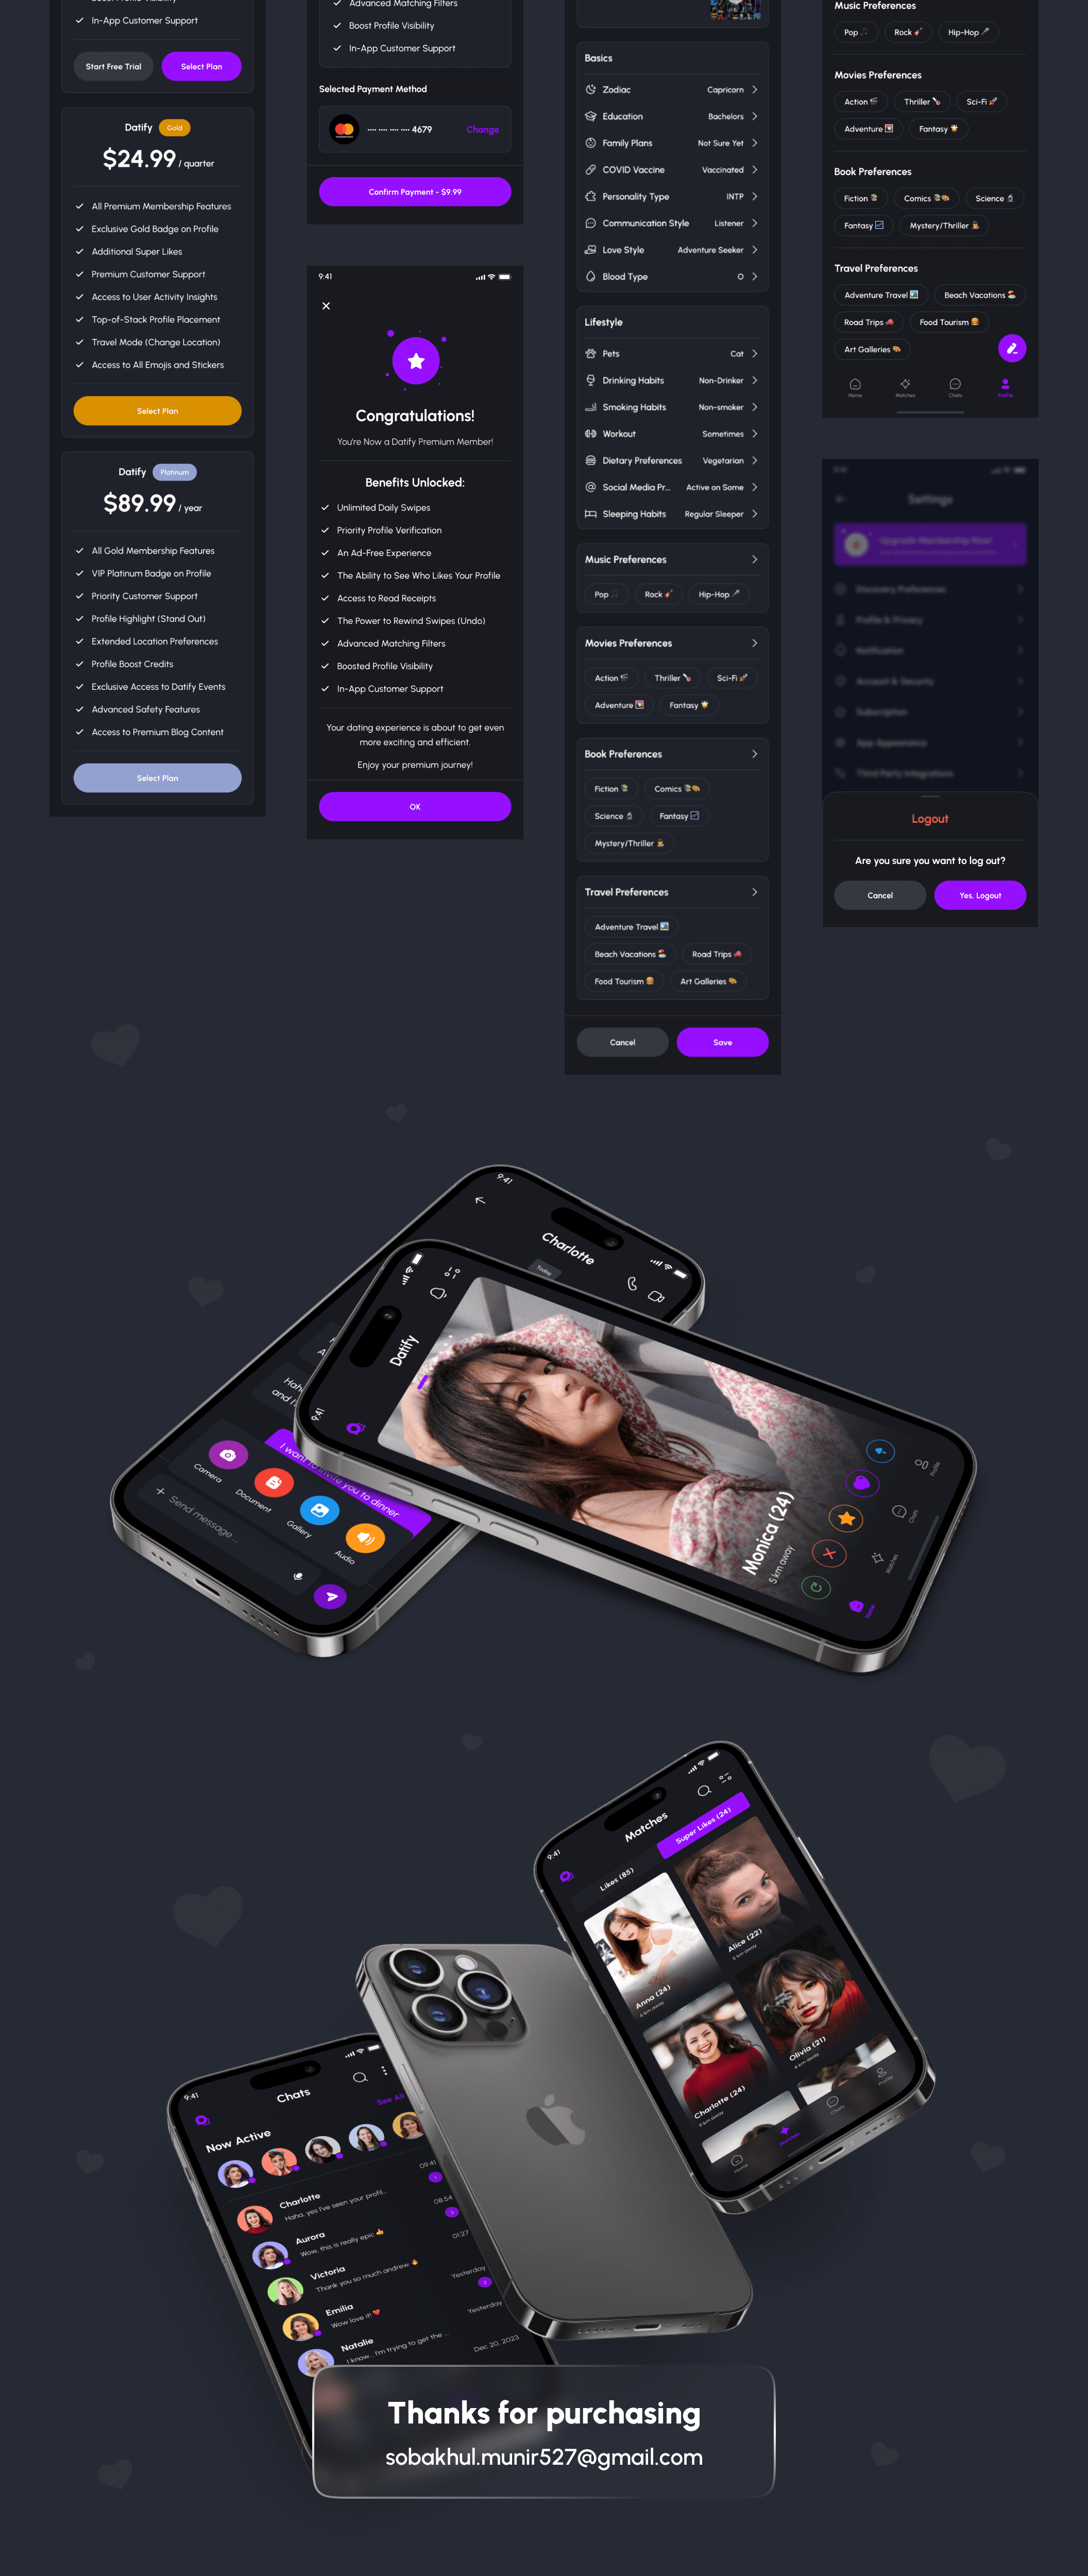 In-App Customer Support
Start Free Trial
Select Plan
Datify Gold
$24.99 / quarter
All Premium Membership Features
Exclusive Gold Badge on Profile
Additional Super Likes
Premium Customer Support
Access to User Activity Insights
Top-of-Stack Profile Placement
Travel Mode (Change Location)
Access to All Emojis and Stickers
Select Plan
Datify Platinum
$89.99 / year
All Gold Membership Features
VIP Platinum Badge on Profile
Priority Customer Support
Profile Highlight (Stand Out)
Extended Location Preferences
Profile Boost Credits
Exclusive Access to Datify Events
Advanced Safety Features
Access to Premium Blog Content
Select Plan
Advanced Matching Filters
Boost Profile Visibility
In-App Customer Support
Selected Payment Method
•••• •••• •••• •••• 4679
Change
Confirm Payment - $9.99
9:41
Congratulations!
You're Now a Datify Premium Member!
Benefits Unlocked:
Unlimited Daily Swipes
Priority Profile Verification
An Ad-Free Experience
The Ability to See Who Likes Your Profile
Access to Read Receipts
The Power to Rewind Swipes (Undo)
Advanced Matching Filters
Boosted Profile Visibility
In-App Customer Support
Your dating experience is about to get even
more exciting and efficient.
Enjoy your premium journey!
OK
Basics
Zodiac Capricorn
Education Bachelors
Family Plans Not Sure Yet
COVID Vaccine Vaccinated
Personality Type INTP
Communication Style Listener
Love Style Adventure Seeker
Blood Type O
Lifestyle
Pets Cat
Drinking Habits Non-Drinker
Smoking Habits Non-smoker
Workout Sometimes
Dietary Preferences Vegetarian
Social Media Pr... Active on Some
Sleeping Habits Regular Sleeper
Music Preferences
Pop 🎵 Rock 🎸 Hip-Hop 🎤
Movies Preferences
Action 🎬 Thriller 🔪 Sci-Fi 🚀
Adventure Fantasy 🌟
Book Preferences
Fiction 📚 Comics 📚🎨
Science 🔬 Fantasy
Mystery/Thriller 🕵️
Travel Preferences
Adventure Travel 🏞️
Beach Vacations 🏖️ Road Trips 🚗
Food Tourism 🍔 Art Galleries 🎨
Cancel
Save
Music Preferences
Pop 🎵 Rock 🎸 Hip-Hop 🎤
Movies Preferences
Action 🎬 Thriller 🔪 Sci-Fi 🚀
Adventure Fantasy 🌟
Book Preferences
Fiction 📚 Comics 📚🎨 Science 🔬
Fantasy Mystery/Thriller 🕵️
Travel Preferences
Adventure Travel 🏞️ Beach Vacations 🏖️
Road Trips 🚗 Food Tourism 🍔
Art Galleries 🎨
Home Matches Chats Profile
9:41
Settings
Upgrade Membership Now!
Discovery Preferences
Profile & Privacy
Notification
Account & Security
Subscription
App Appearance
Third Party Integrations
Logout
Are you sure you want to log out?
Cancel
Yes, Logout
9:41
Charlotte
Today
Haha
and I
I want to invite you to dinner
Camera
Document
Gallery
Audio
Send message ...
9:41
9:41
Datify
Monica (24)
5 km away
Home
Matches
Chats
Profile
9:41
Matches
Likes (85)
Super Likes (24)
Anna (24)
6 km away
Alice (22)
8 km away
Charlotte (24)
9 km away
Olivia (21)
4 km away
Home
Matches
Chats
Profile
9:41
Chats
Now Active
See All
Charlotte
Haha, yes I've seen your profil...
09:41
Aurora
Wow, this is really epic 👍
08:54
Victoria
Thank you so much andrew 🔥
01:27
Emilia
Wow love it! ❤️
Yesterday
Natalie
I know... I'm trying to get the ...
Yesterday
Dec 20, 2023
Thanks for purchasing
sobakhul.munir527@gmail.com